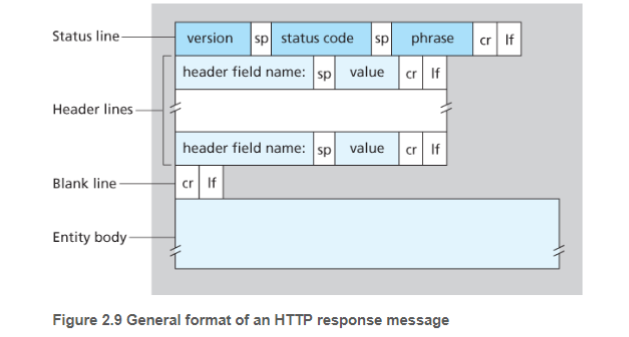 Status line version sp status code sp phrase cr lf
header field name: sp value cr lf
Header lines
header field name: sp value cr lf
Blank line cr lf
Entity body
Figure 2.9 General format of an HTTP response message